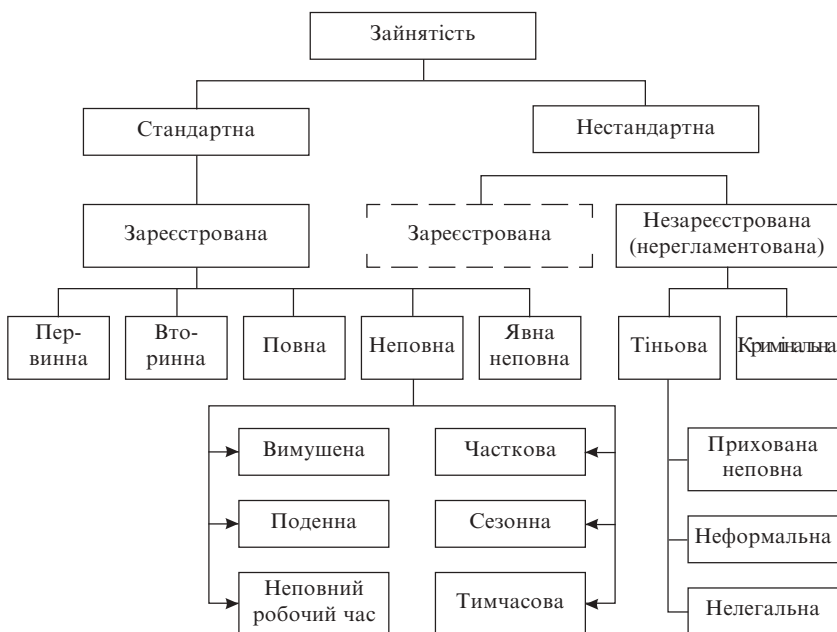 Зайнятість
Стандартна
Нестандартна
Зареєстрована
Зареєстрована
Незареєстрована
(нерегламентована)
Пер-
винна
Вто-
ринна
Повна
Неповна
Явна
неповна
Тіньова
Кримінальна
Вимушена
Часткова
Прихована
неповна
Поденна
Сезонна
Неформальна
Неповний
робочий час
Тимчасова
Нелегальна